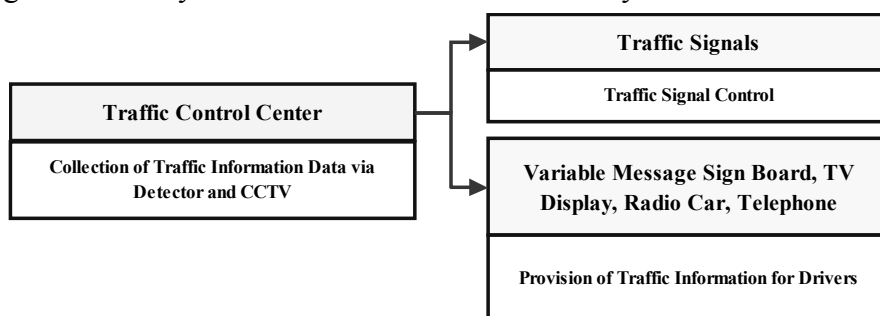 Traffic Signals
Traffic Signal Control
Traffic Control Center
Collection of Traffic Information Data via
Detector and CCTV
Variable Message Sign Board, TV
Display, Radio Car, Telephone
Provision of Traffic Information for Drivers